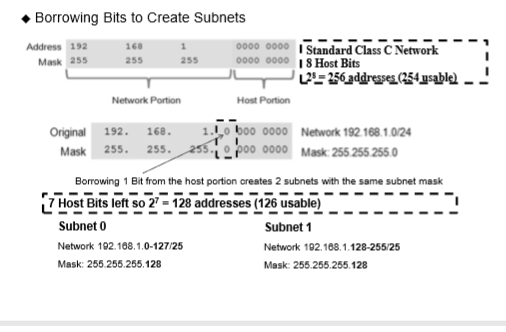 ◆ Borrowing Bits to Create Subnets
Address 192 168 1 0000 0000
Mask 255 255 255 0000 0000
Standard Class C Network
8 Host Bits
2⁸ = 256 addresses (254 usable)
Network Portion Host Portion
Original 192. 168. 1. 0 000 0000 Network 192.168.1.0/24
Mask 255. 255. 255. 0 000 0000 Mask: 255.255.255.0
Borrowing 1 Bit from the host portion creates 2 subnets with the same subnet mask
7 Host Bits left so 2⁷ = 128 addresses (126 usable)
Subnet 0 Subnet 1
Network 192.168.1.0-127/25 Network 192.168.1.128-255/25
Mask: 255.255.255.128 Mask: 255.255.255.128